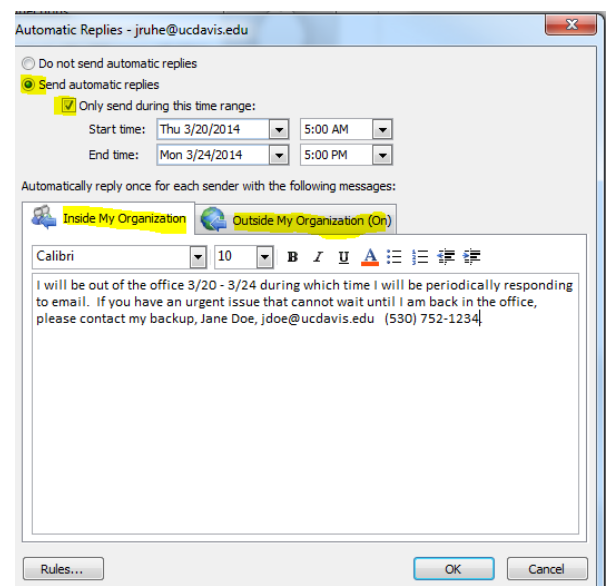 Automatic Replies - jruhe@ucdavis.edu
Do not send automatic replies
Send automatic replies
Only send during this time range:
Start time: Thu 3/20/2014 5:00 AM
End time: Mon 3/24/2014 5:00 PM
Automatically reply once for each sender with the following messages:
Inside My Organization Outside My Organization (On)
Calibri 10 B I U A
I will be out of the office 3/20 - 3/24 during which time I will be periodically responding
to email. If you have an urgent issue that cannot wait until I am back in the office,
please contact my backup, Jane Doe, jdoe@ucdavis.edu (530) 752-1234
Rules... OK Cancel